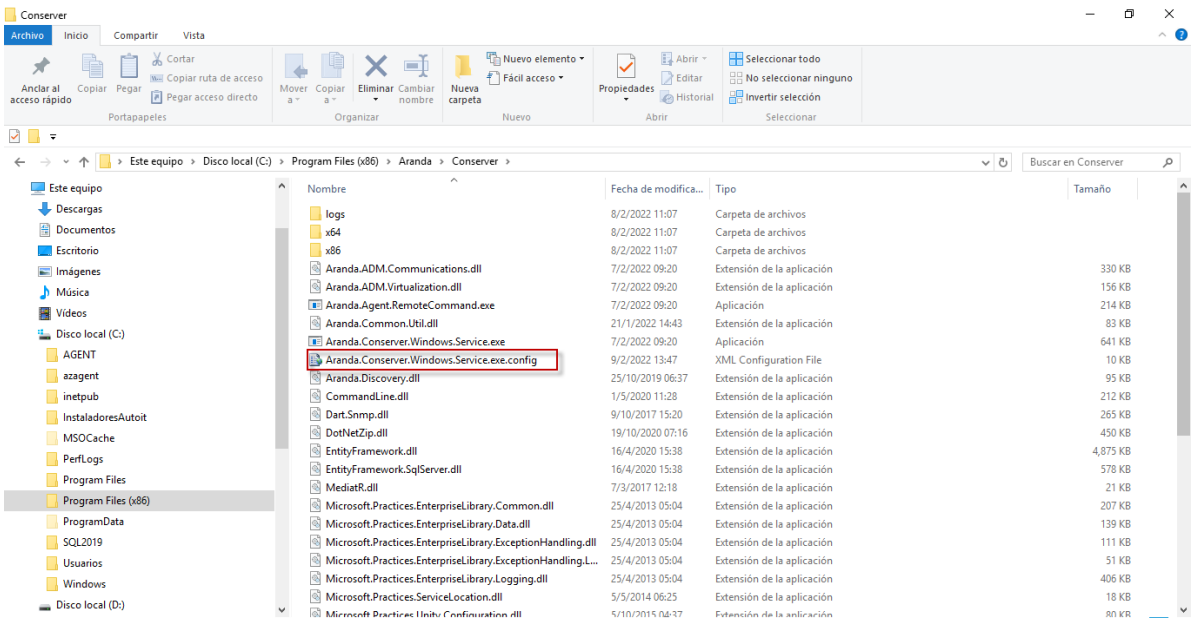 Conserver
Archivo Inicio Compartir Vista
Anclar al acceso rápido
Copiar
Pegar
Cortar
Copiar ruta de acceso
Pegar acceso directo
Portapapeles
Mover a
Copiar a
Eliminar
Cambiar nombre
Organizar
Nueva carpeta
Nuevo elemento
Fácil acceso
Nuevo
Propiedades
Abrir
Editar
Historial
Abrir
Seleccionar todo
No seleccionar ninguno
Invertir selección
Seleccionar
Este equipo > Disco local (C:) > Program Files (x86) > Aranda > Conserver >
Buscar en Conserver
Este equipo
Descargas
Documentos
Escritorio
Imágenes
Música
Vídeos
Disco local (C:)
AGENT
azagent
inetpub
InstaladoresAutoit
MSOCache
PerfLogs
Program Files
Program Files (x86)
ProgramData
SQL2019
Usuarios
Windows
Disco local (D:)
Nombre Fecha de modifica... Tipo Tamaño
logs 8/2/2022 11:07 Carpeta de archivos
x64 8/2/2022 11:07 Carpeta de archivos
x86 8/2/2022 11:07 Carpeta de archivos
Aranda.ADM.Communications.dll 7/2/2022 09:20 Extensión de la aplicación 330 KB
Aranda.ADM.Virtualization.dll 7/2/2022 09:20 Extensión de la aplicación 156 KB
Aranda.Agent.RemoteCommand.exe 7/2/2022 09:20 Aplicación 214 KB
Aranda.Common.Util.dll 21/1/2022 14:43 Extensión de la aplicación 83 KB
Aranda.Conserver.Windows.Service.exe 7/2/2022 09:20 Aplicación 641 KB
Aranda.Conserver.Windows.Service.exe.config 9/2/2022 13:47 XML Configuration File 10 KB
Aranda.Discovery.dll 25/10/2019 06:37 Extensión de la aplicación 95 KB
CommandLine.dll 1/5/2020 11:28 Extensión de la aplicación 212 KB
Dart.Snmp.dll 9/10/2017 15:20 Extensión de la aplicación 265 KB
DotNetZip.dll 19/10/2020 07:16 Extensión de la aplicación 450 KB
EntityFramework.dll 16/4/2020 15:38 Extensión de la aplicación 4,875 KB
EntityFramework.SqlServer.dll 16/4/2020 15:38 Extensión de la aplicación 578 KB
MediatR.dll 7/3/2017 12:18 Extensión de la aplicación 21 KB
Microsoft.Practices.EnterpriseLibrary.Common.dll 25/4/2013 05:04 Extensión de la aplicación 207 KB
Microsoft.Practices.EnterpriseLibrary.Data.dll 25/4/2013 05:04 Extensión de la aplicación 139 KB
Microsoft.Practices.EnterpriseLibrary.ExceptionHandling.dll 25/4/2013 05:04 Extensión de la aplicación 111 KB
Microsoft.Practices.EnterpriseLibrary.ExceptionHandling.L... 25/4/2013 05:04 Extensión de la aplicación 51 KB
Microsoft.Practices.EnterpriseLibrary.Logging.dll 25/4/2013 05:04 Extensión de la aplicación 406 KB
Microsoft.Practices.ServiceLocation.dll 5/5/2014 06:25 Extensión de la aplicación 18 KB
Microsoft.Practices.Unity.Configuration.dll 5/10/2015 04:37 Extensión de la aplicación 80 KB